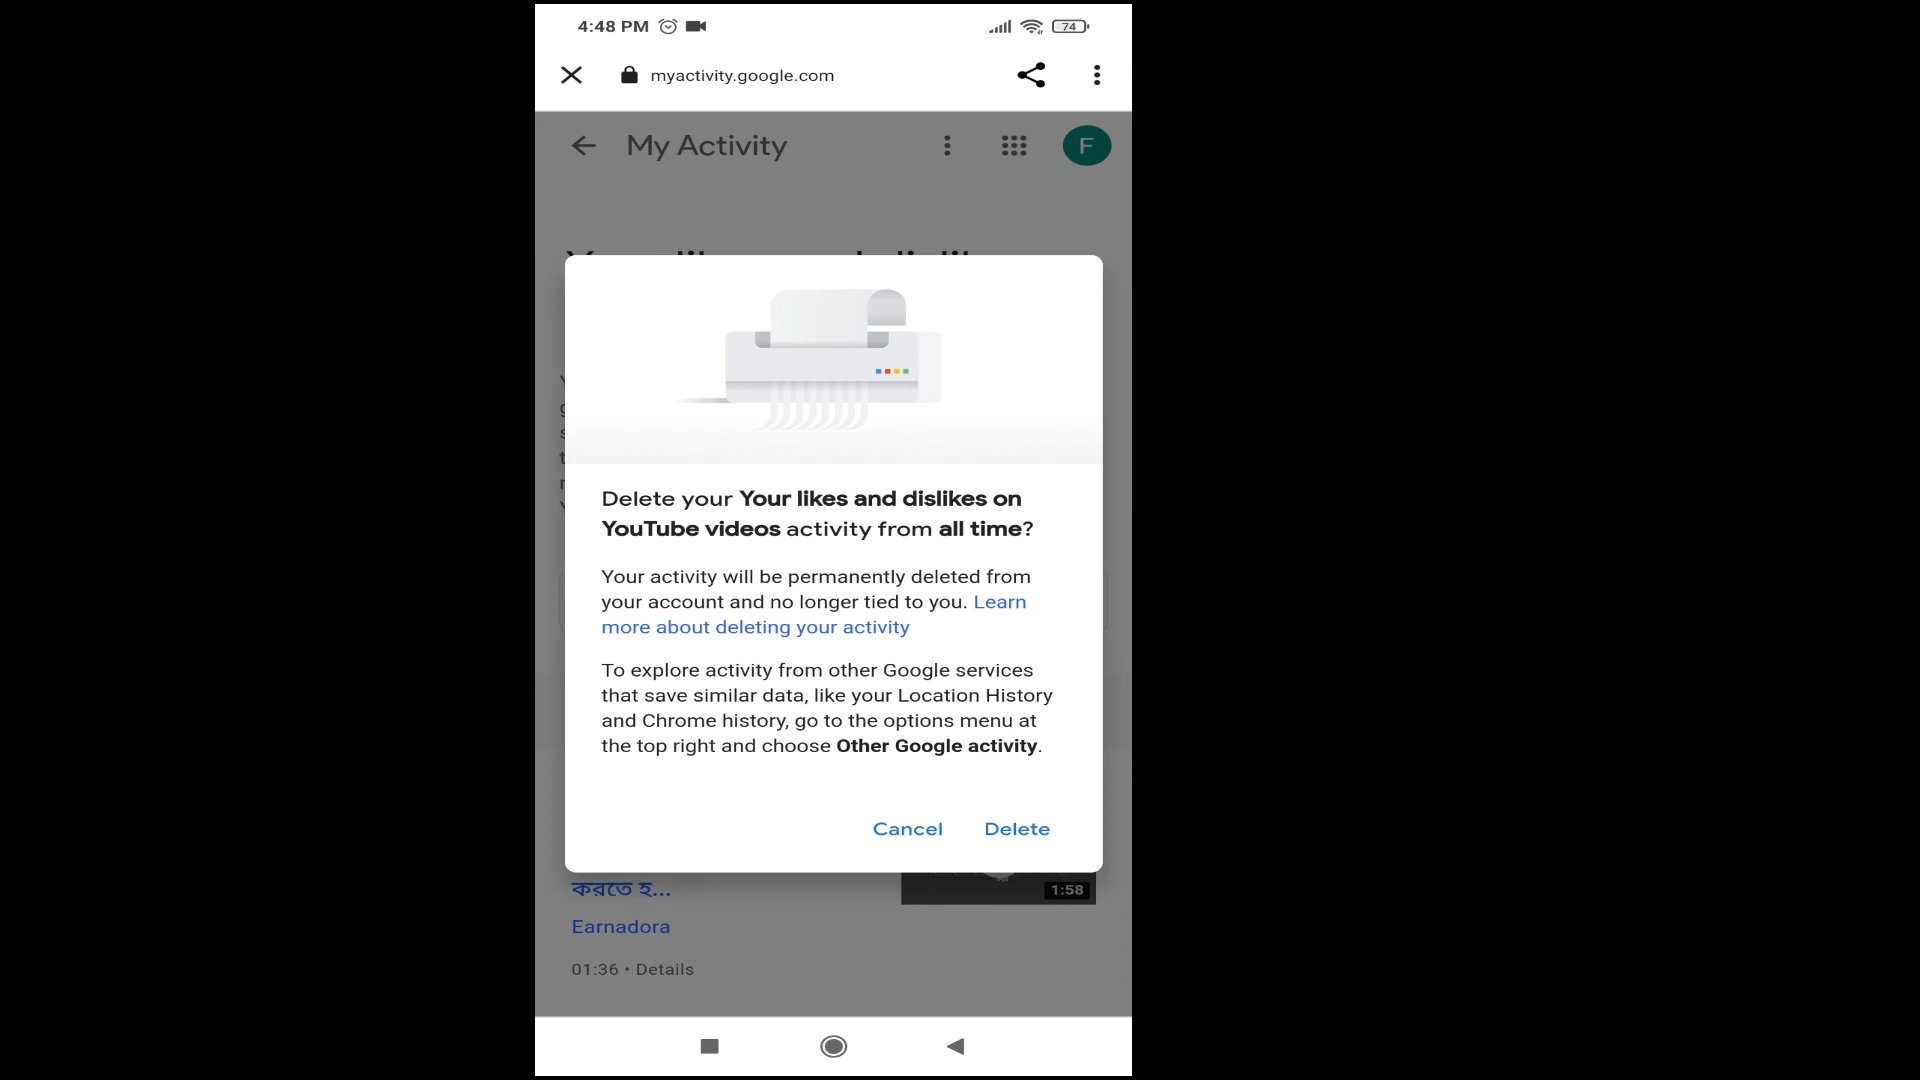 4:48 PM 74
myactivity.google.com
My Activity F
Delete your Your likes and dislikes on
YouTube videos activity from all time?
Your activity will be permanently deleted from
your account and no longer tied to you. Learn
more about deleting your activity
To explore activity from other Google services
that save similar data, like your Location History
and Chrome history, go to the options menu at
the top right and choose Other Google activity.
Cancel Delete
করতে হ...
1:58
Earnadora
01:36 • Details